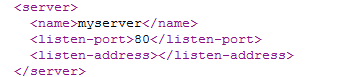 <server>
<name>myserver</name>
<listen-port>80</listen-port>
<listen-address></listen-address>
</server>